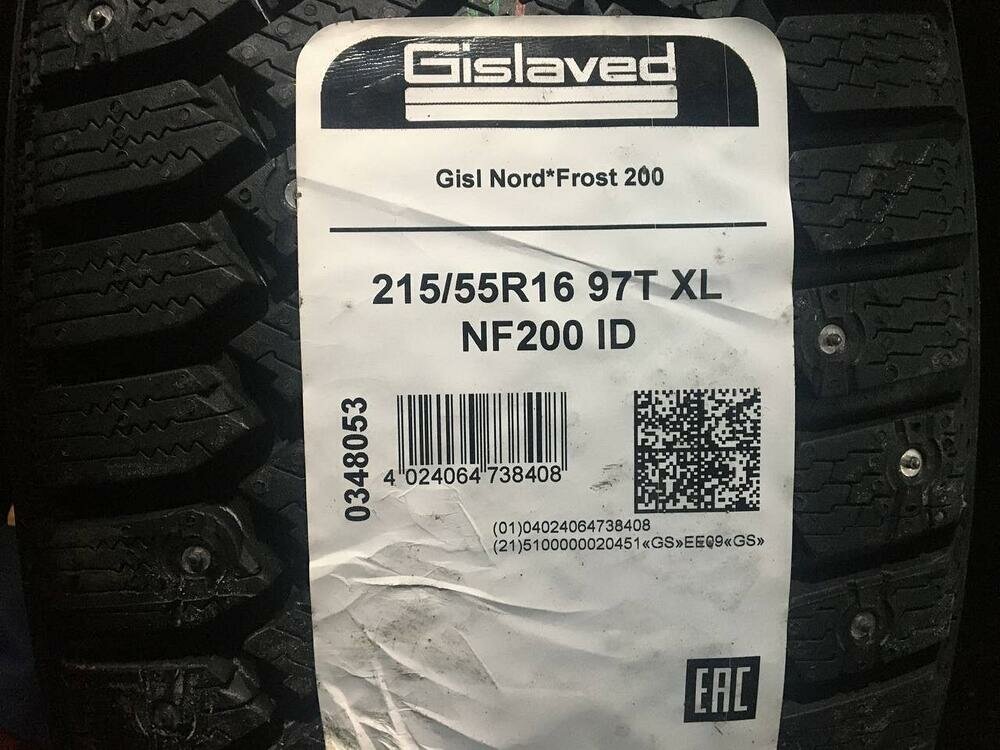 Gislaved
Gisl Nord*Frost 200
215/55R16 97T XL
NF200 ID
0348053
4 024064 738408
(01)04024064738408
(21)5100000020451«GS»EE09«GS»
EAC